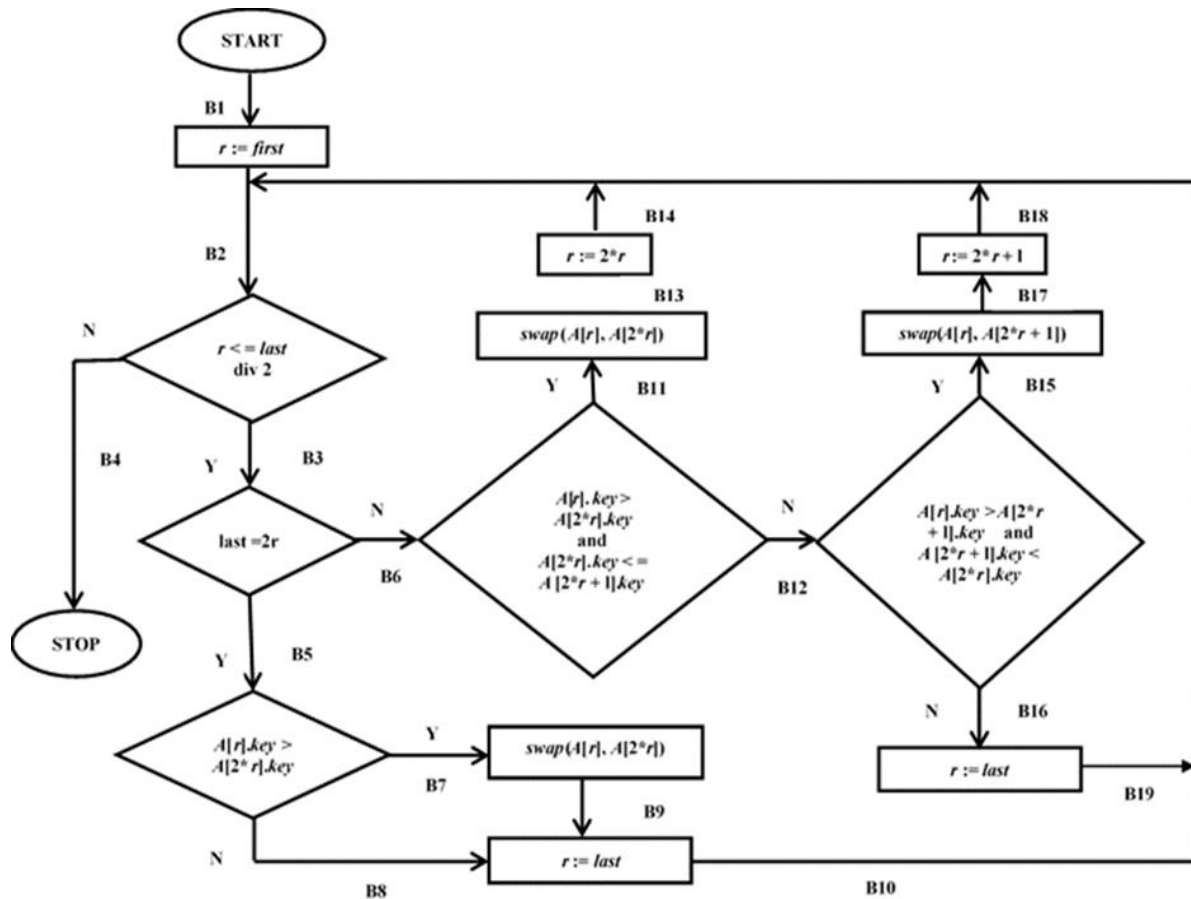 START
B1
r := first
B14
B18
B2
r := 2*r
r := 2*r + 1
B13
B17
N
swap(A[r], A[2*r])
swap(A[r], A[2*r + 1])
r < = last
div 2
Y
B11
Y
B15
B4
Y
B3
A[r].key >
A[2*r].key
and
A[2*r].key < =
A [2*r + 1].key
N
A[r].key > A[2*r
+ 1].key and
A [2*r + 1].key <
A[2*r].key
last =2r
N
B6
B12
STOP
Y
B5
N
B16
A[r].key >
A[2* r].key
Y
swap(A[r], A[2*r])
r := last
B7
B19
B9
N
r := last
B8
B10